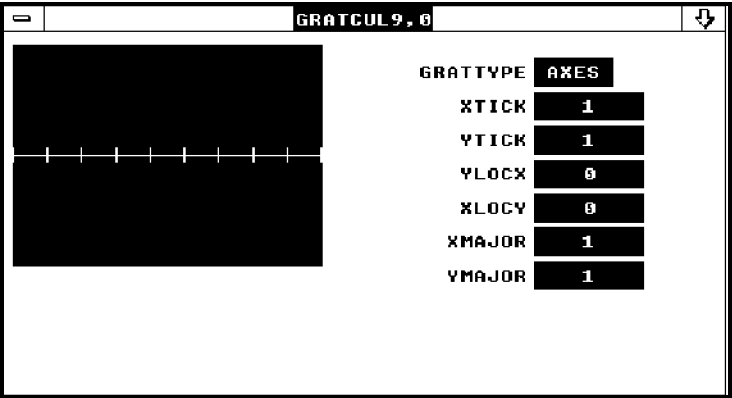 GRATCUL9,0
GRATTYPE AXES
XTICK 1
YTICK 1
YLOCX 0
XLOCY 0
XMAJOR 1
YMAJOR 1